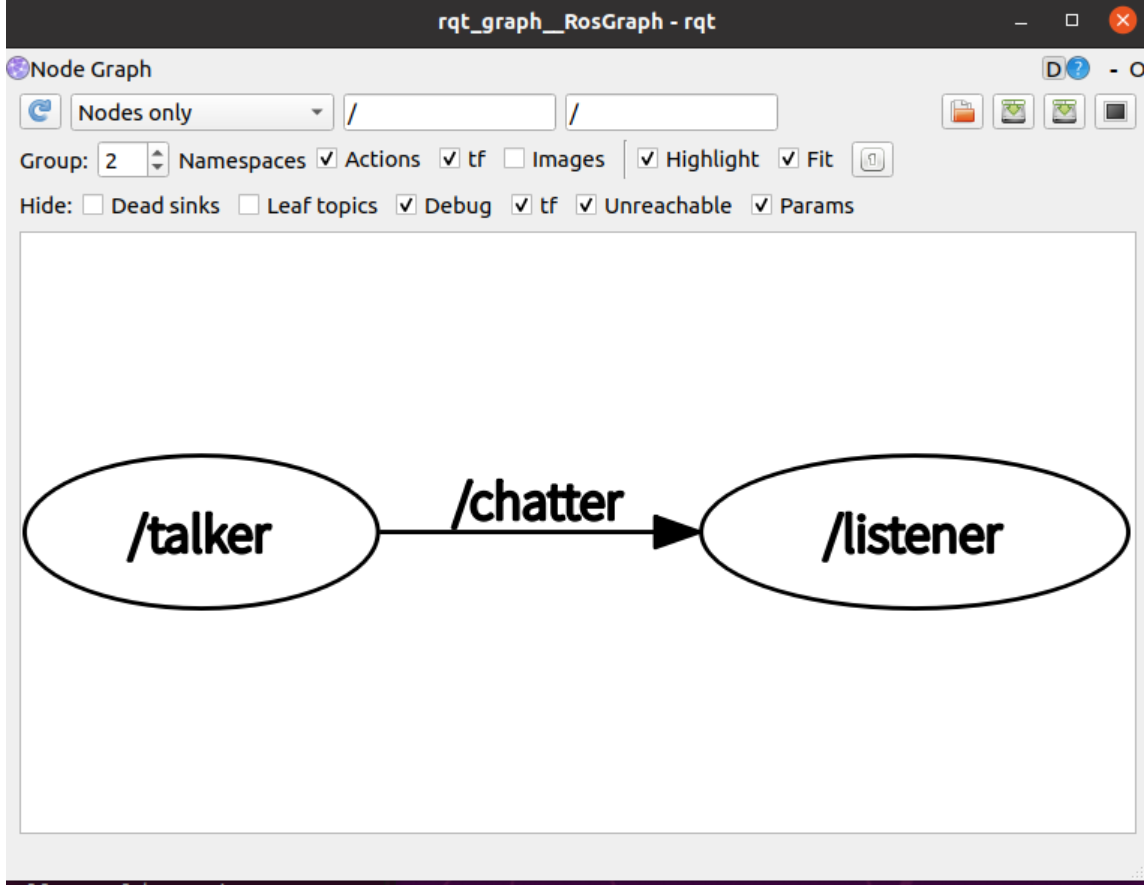 rqt_graph__RosGraph - rqt
Node Graph
D ? - O
Nodes only / /
Group: 2 Namespaces Actions tf Images Highlight Fit
Hide: Dead sinks Leaf topics Debug tf Unreachable Params
/talker /chatter /listener